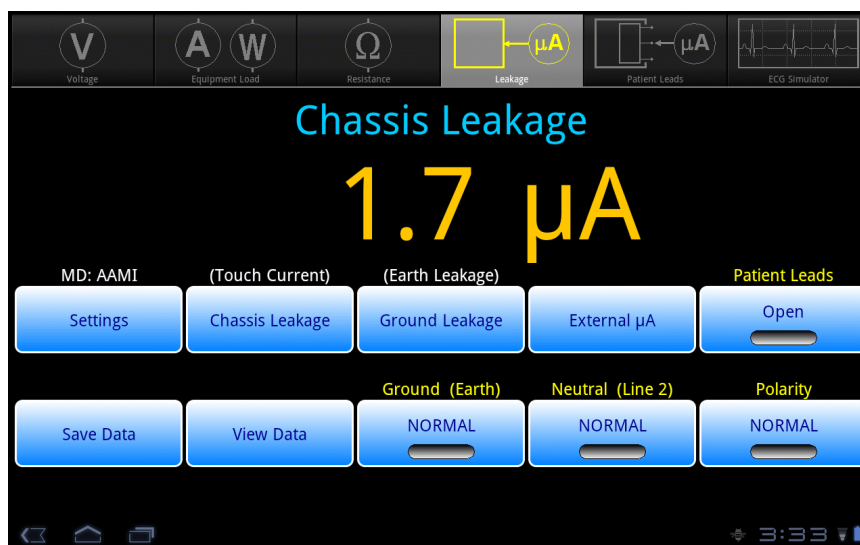 V A W Ω µA µA
Voltage Equipment Load Resistance Leakage Patient Leads ECG Simulator
Chassis Leakage
1.7 µA
MD: AAMI (Touch Current) (Earth Leakage) Patient Leads
Settings Chassis Leakage Ground Leakage External µA Open
Ground (Earth) Neutral (Line 2) Polarity
Save Data View Data NORMAL NORMAL NORMAL
3:33